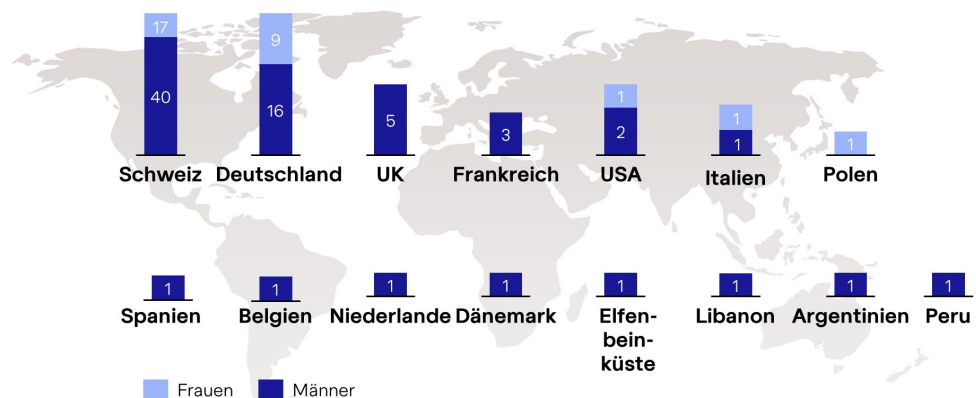 17 9
40 16 5 3 1 2 1 1 1
Schweiz Deutschland UK Frankreich USA Italien Polen
1 1 1 1 1 1 1 1
Spanien Belgien Niederlande Dänemark Elfen-
bein-
küste Libanon Argentinien Peru
Frauen Männer